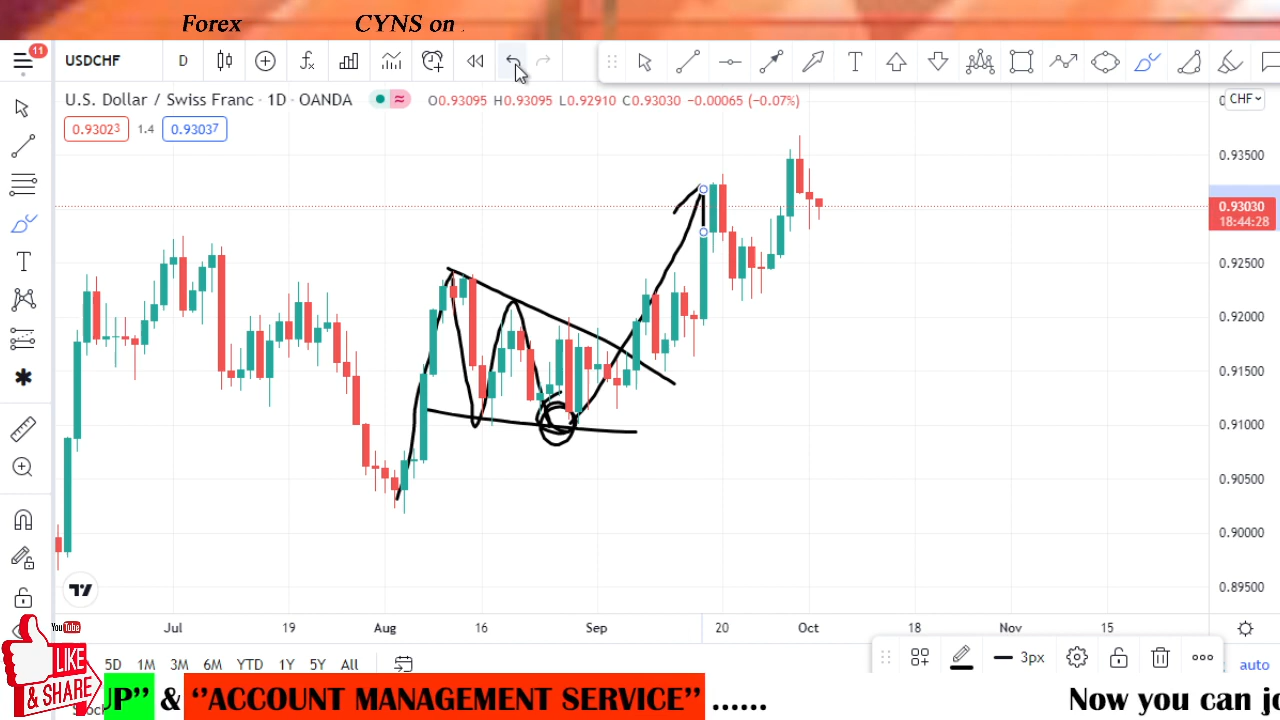 Forex CYNS on
11
USDCHF D
U.S. Dollar / Swiss Franc · 1D · OANDA O0.93095 H0.93095 L0.92910 C0.93030 −0.00065 (−0.07%)
CHF
0.93023 1.4 0.93037
0.93500
0.93030
18:44:28
0.92500
0.92000
0.91500
0.91000
0.90500
0.90000
0.89500
Jul 19 Aug 16 Sep 20 Oct 18 Nov 15
You Tube
LIKE
& SHARE
5D 1M 3M 6M YTD 1Y 5Y All
3px
auto
UP’’ & ‘‘ACCOUNT MANAGEMENT SERVICE’’ ...... Now you can jo